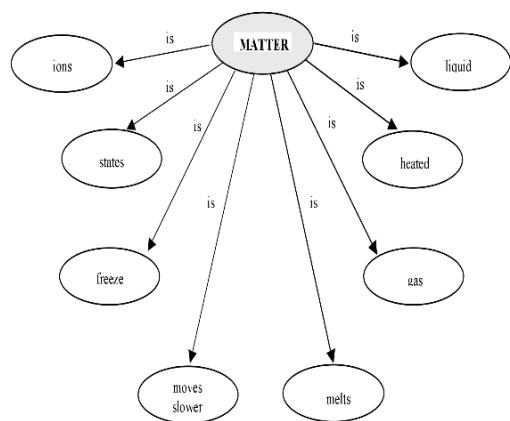 MATTER
is
is
ions
liquid
is
is
is
is
states
heated
is
is
freeze
gas
moves
slower
melts